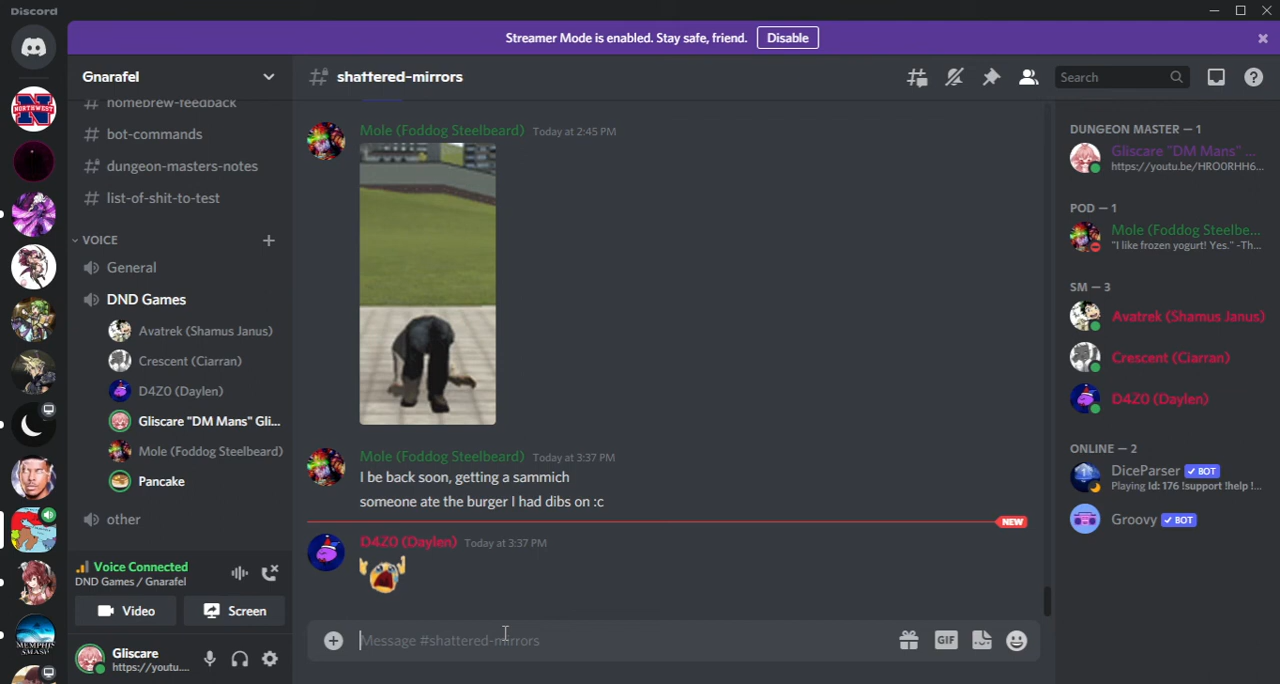 Discord
Streamer Mode is enabled. Stay safe, friend. Disable
Gnarafel
homebrew-feedback
bot-commands
dungeon-masters-notes
list-of-shit-to-test
VOICE
General
DND Games
Avatrek (Shamus Janus)
Crescent (Ciarran)
D4Z0 (Daylen)
Gliscare "DM Mans" Gli...
Mole (Foddog Steelbeard)
Pancake
other
Voice Connected
DND Games / Gnarafel
Video
Screen
Gliscare
https://youtu....
NORTHWEST
N
MEMPHIS
SMASH
shattered-mirrors
Search
Mole (Foddog Steelbeard) Today at 2:45 PM
Mole (Foddog Steelbeard) Today at 3:37 PM
I be back soon, getting a sammich
someone ate the burger I had dibs on :c
NEW
D4Z0 (Daylen) Today at 3:37 PM
Message #shattered-mirrors
GIF
DUNGEON MASTER — 1
Gliscare "DM Mans" ...
https://youtu.be/HROORHH6...
POD — 1
Mole (Foddog Steelbe...
"I like frozen yogurt! Yes." -Th...
SM — 3
Avatrek (Shamus Janus)
Crescent (Ciarran)
D4Z0 (Daylen)
ONLINE — 2
DiceParser ✓ BOT
Playing Id: 176 !support !help !...
Groovy ✓ BOT